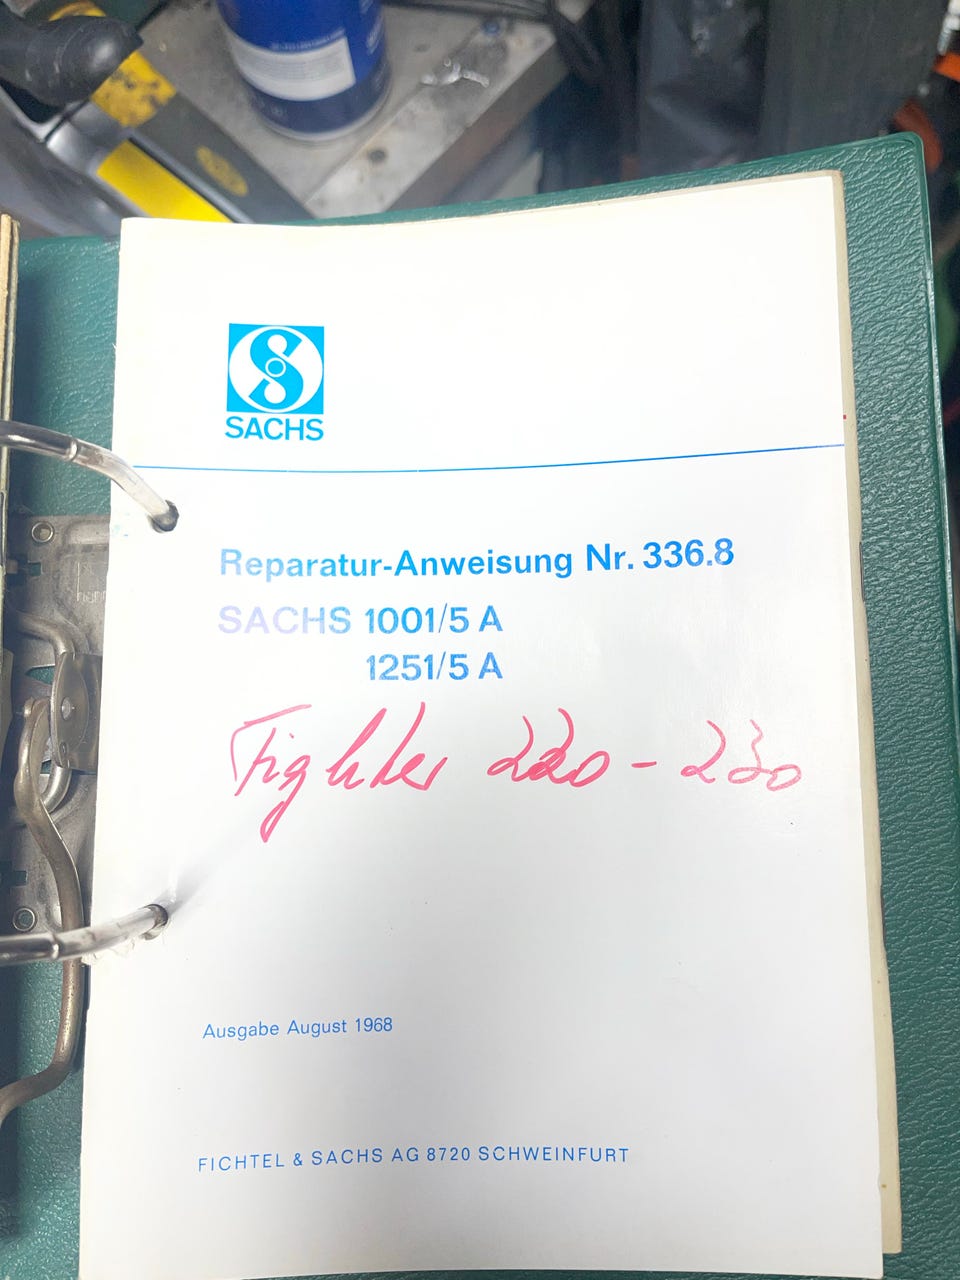 SACHS
Reparatur-Anweisung Nr. 336.8
SACHS 1001/5 A
1251/5 A
Fighter 220 - 230
Ausgabe August 1968
FICHTEL & SACHS AG 8720 SCHWEINFURT